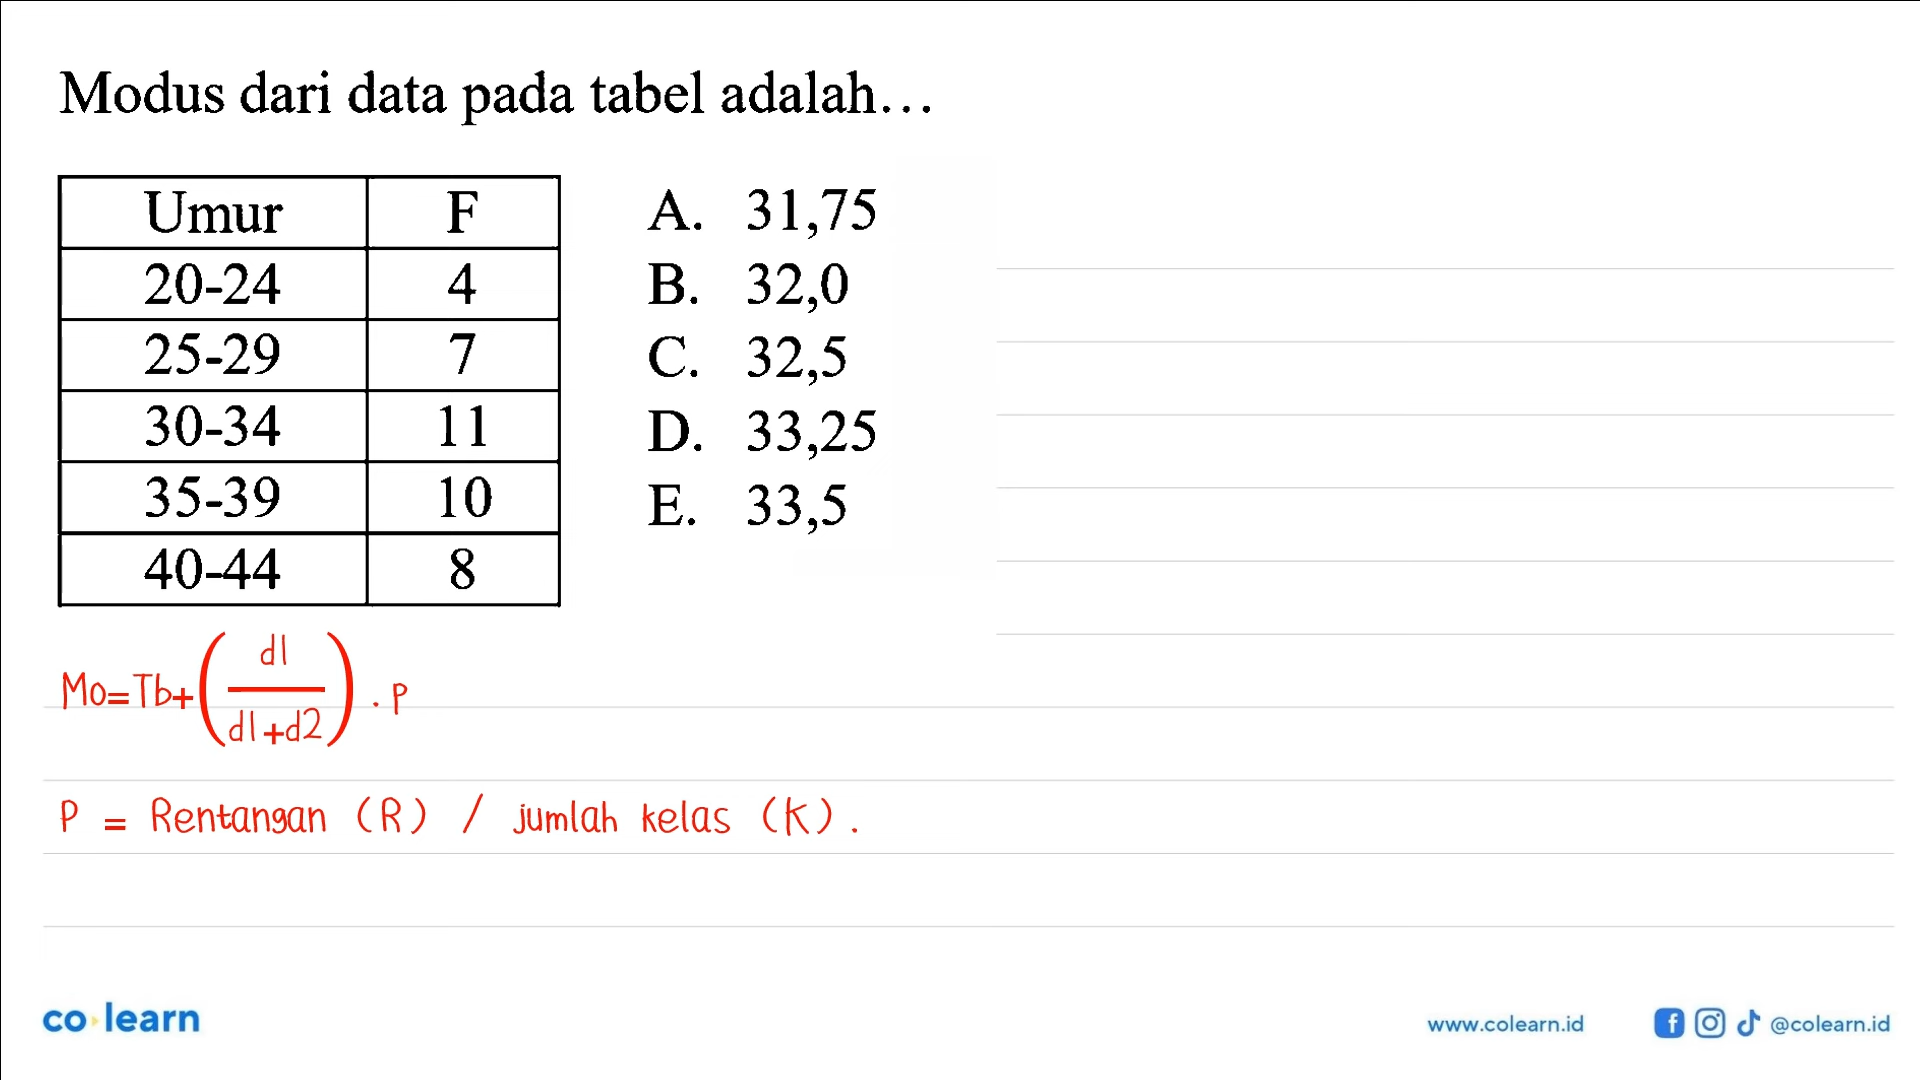 Modus dari data pada tabel adalah...
Umur F
20-24 4
25-29 7
30-34 11
35-39 10
40-44 8
A. 31,75
B. 32,0
C. 32,5
D. 33,25
E. 33,5
Mo=Tb+(d1/d1+d2).p
P = Rentangan (R) / jumlah kelas (K).
co learn
www.colearn.id
@colearn.id